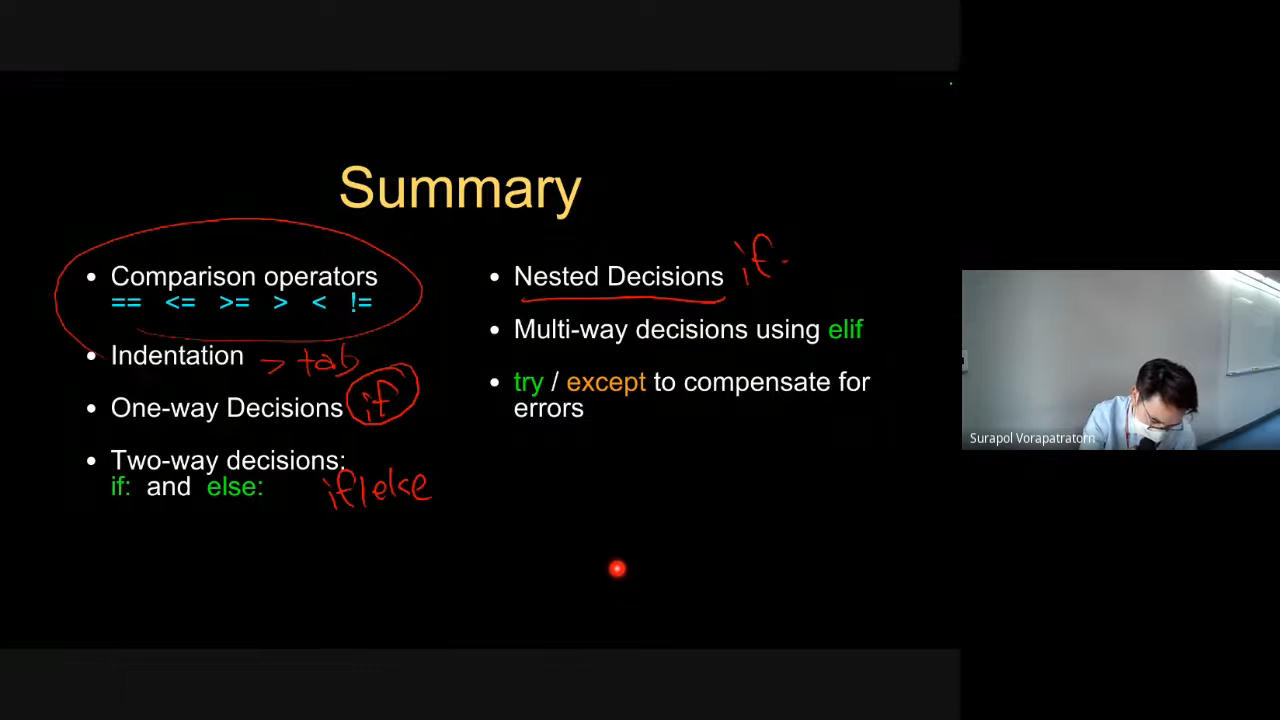 Summary
• Comparison operators
== <= >= > < !=
• Indentation > tab
• One-way Decisions if
• Two-way decisions:
if: and else: if/else
• Nested Decisions if
• Multi-way decisions using elif
• try / except to compensate for
errors
Surapol Vorapatratorn